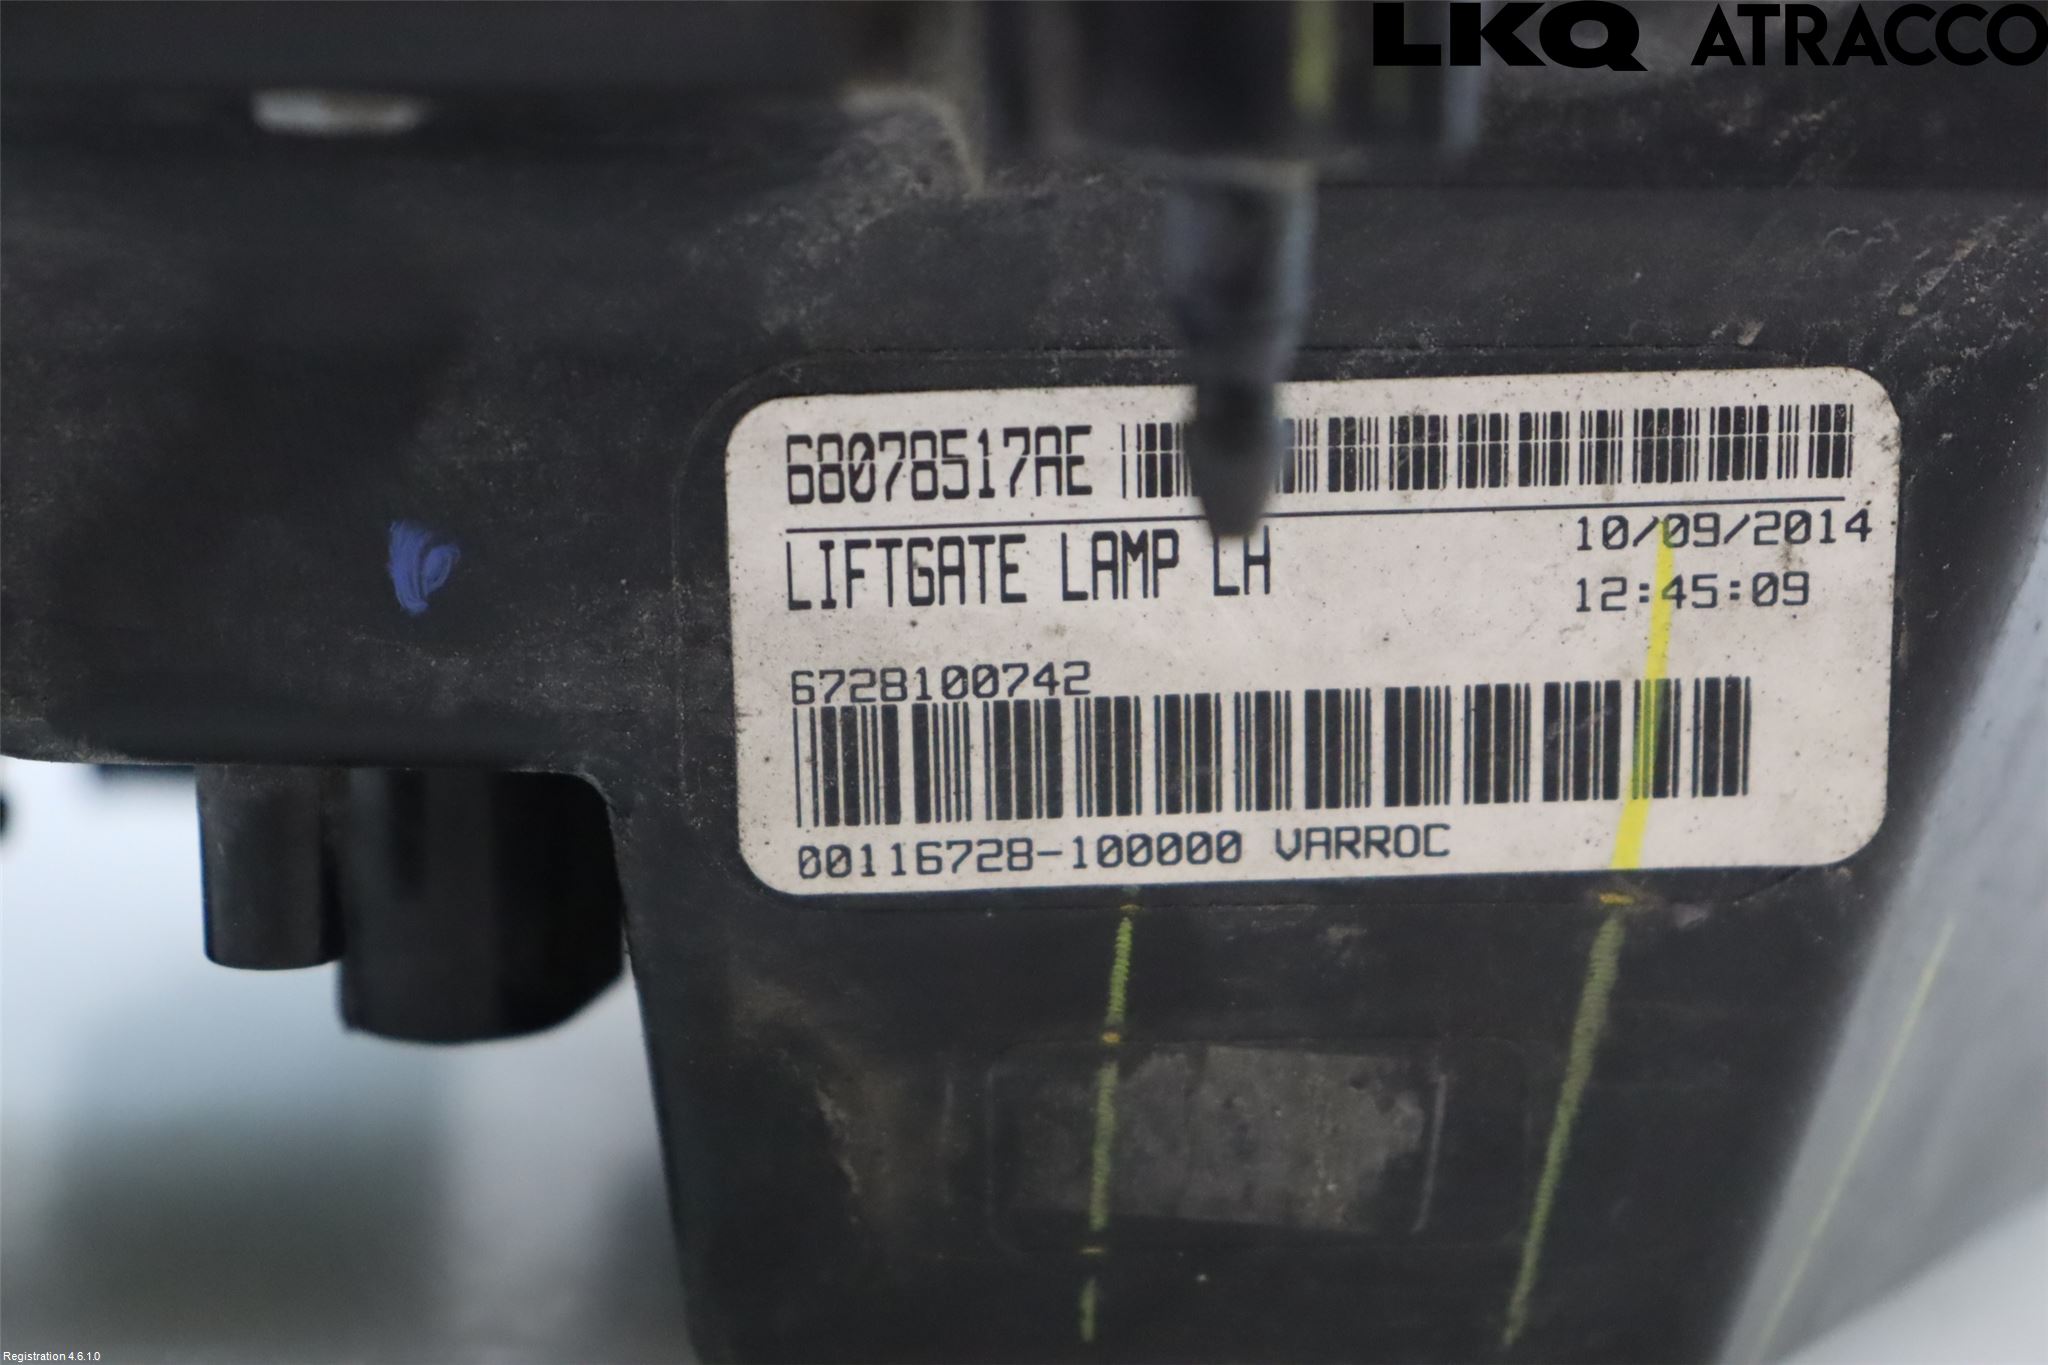 LKQ ATRACCO
68078517AE
LIFTGATE LAMP LH
10/09/2014
12:45:09
6728100742
00116728-100000 VARROC
Registration 4.6.1.0